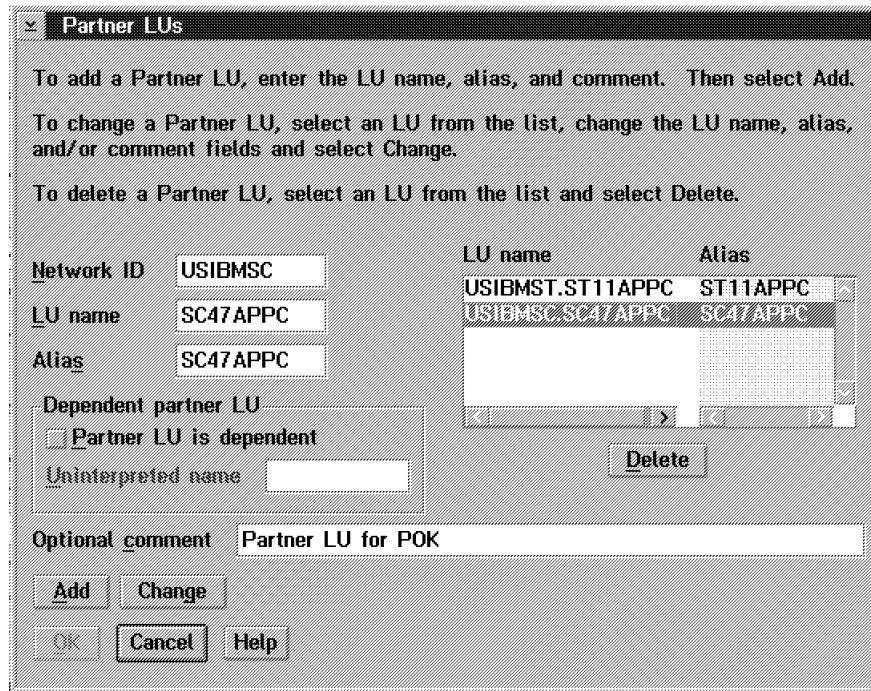 Partner LUs
To add a Partner LU, enter the LU name, alias, and comment. Then select Add.
To change a Partner LU, select an LU from the list, change the LU name, alias,
and/or comment fields and select Change.
To delete a Partner LU, select an LU from the list and select Delete.
LU name Alias
Network ID USIBMSC
USIBMST.ST11APPC ST11APPC
LU name SC47APPC
USIBMSC.SC47APPC SC47APPC
Alias SC47APPC
Dependent partner LU
Partner LU is dependent
Uninterpreted name
Delete
Optional comment Partner LU for POK
Add Change
OK Cancel Help